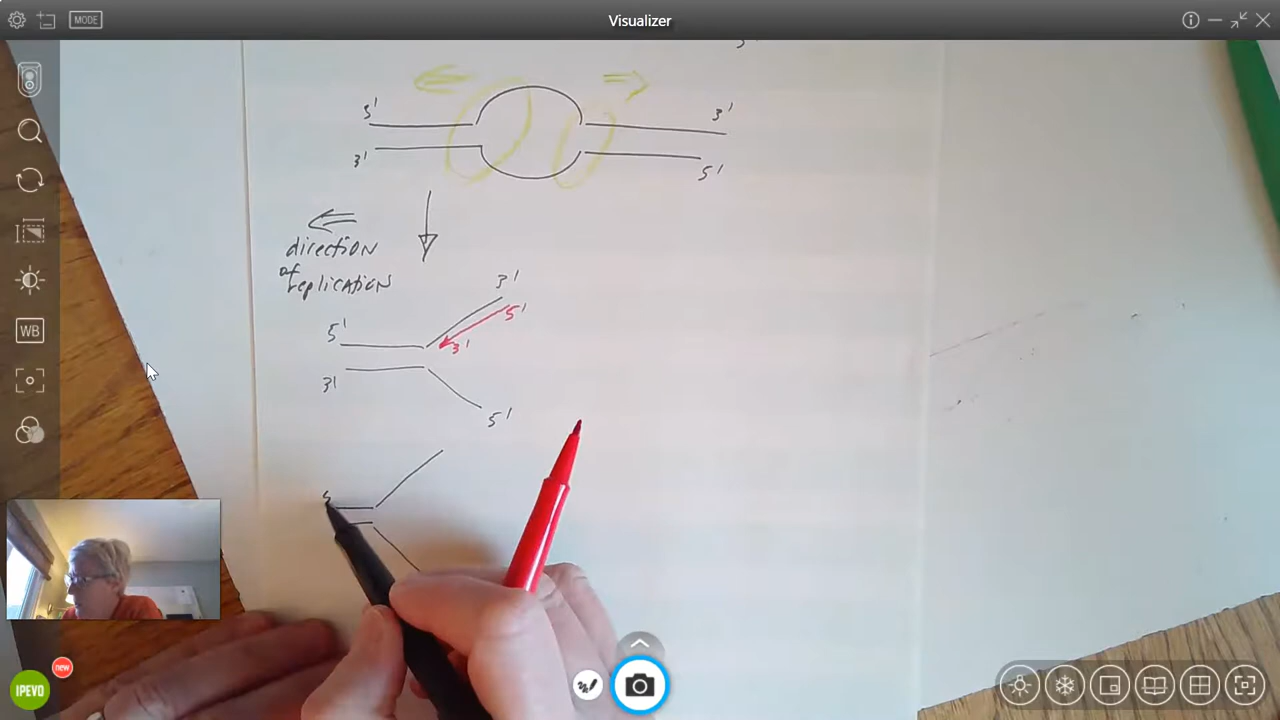 MODE
Visualizer
5'
3'
3'
5'
direction
of
replication
3'
5'
5'
3'
3'
5'
WB
new
IPEVO